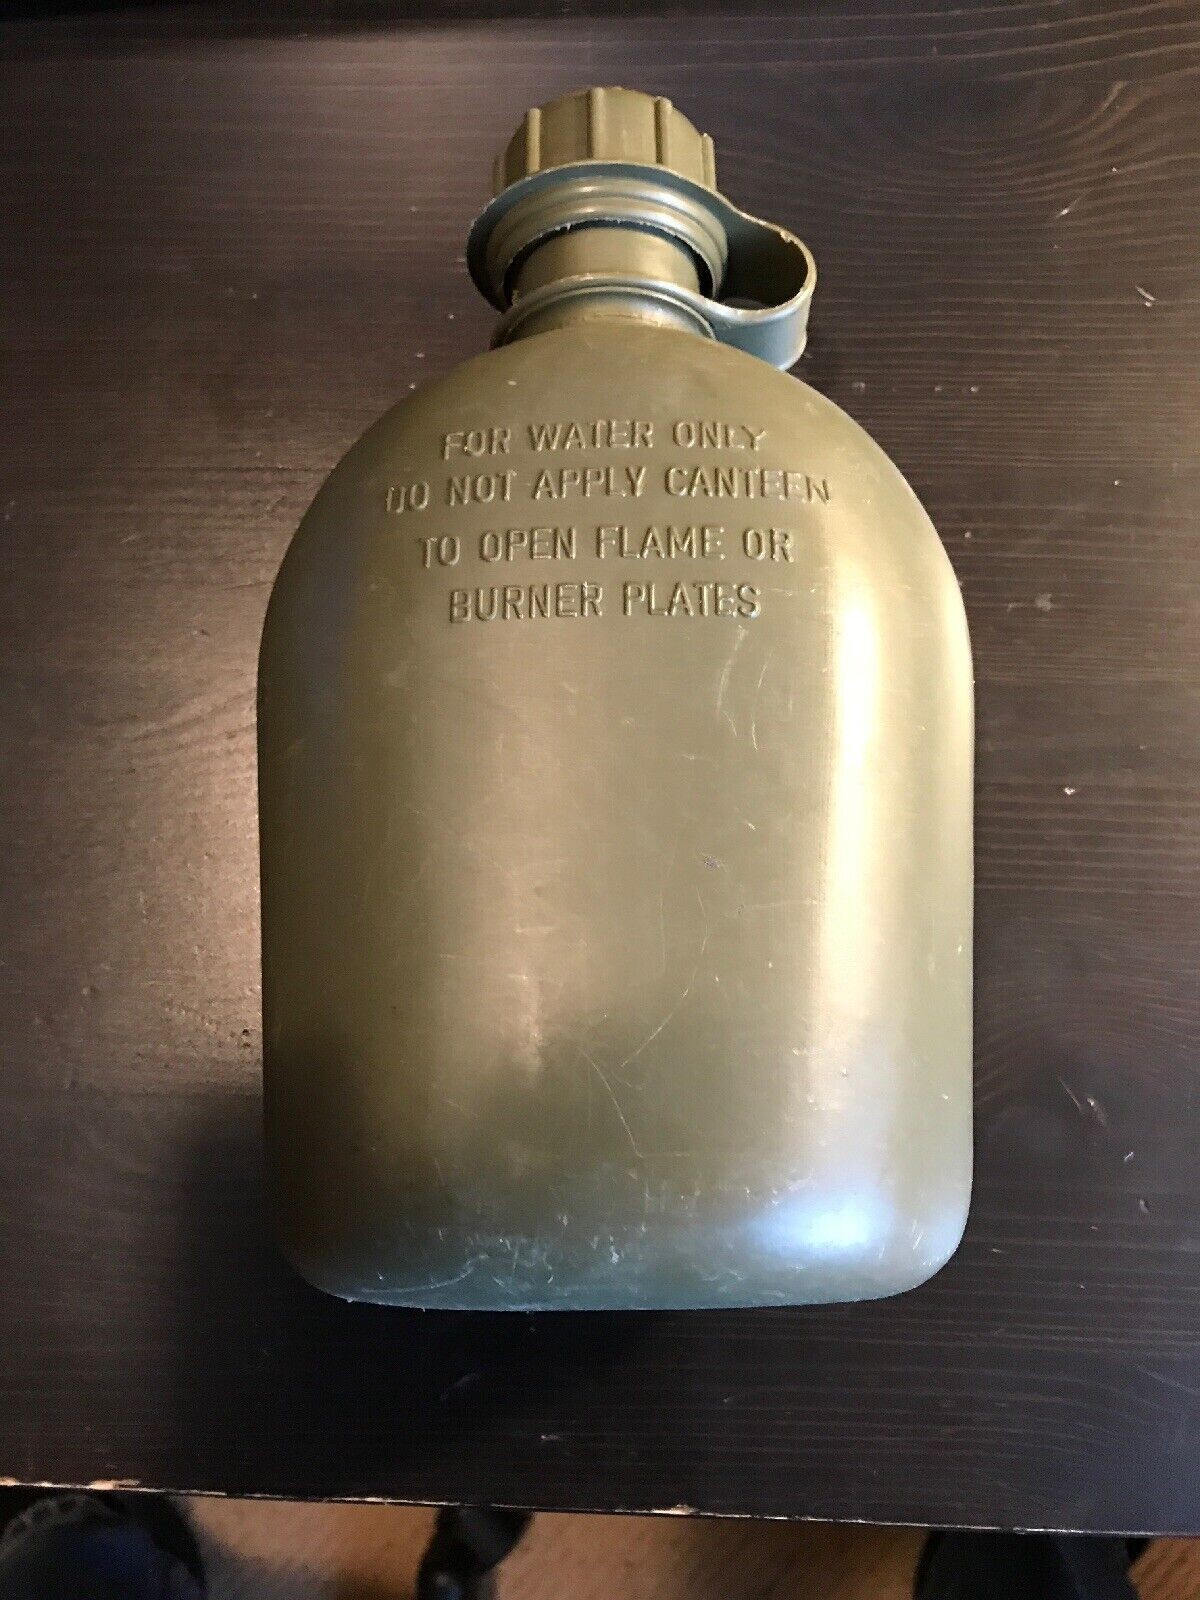 FOR WATER ONLY
DO NOT APPLY CANTEEN
TO OPEN FLAME OR
BURNER PLATES